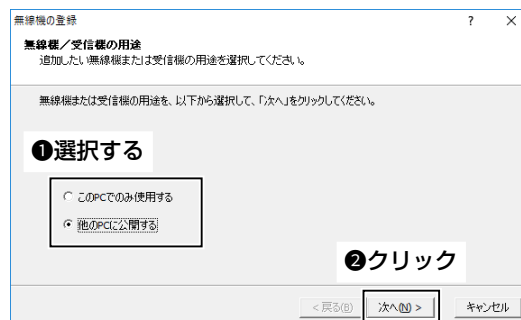 無線機の登録 ? ×
無線機/受信機の用途
追加したい無線機または受信機の用途を選択してください。
無線機または受信機の用途を、以下から選択して、「次へ」をクリックしてください。
❶選択する
このPCでのみ使用する
他のPCに公開する
❷クリック
< 戻る(B) 次へ(N) > キャンセル